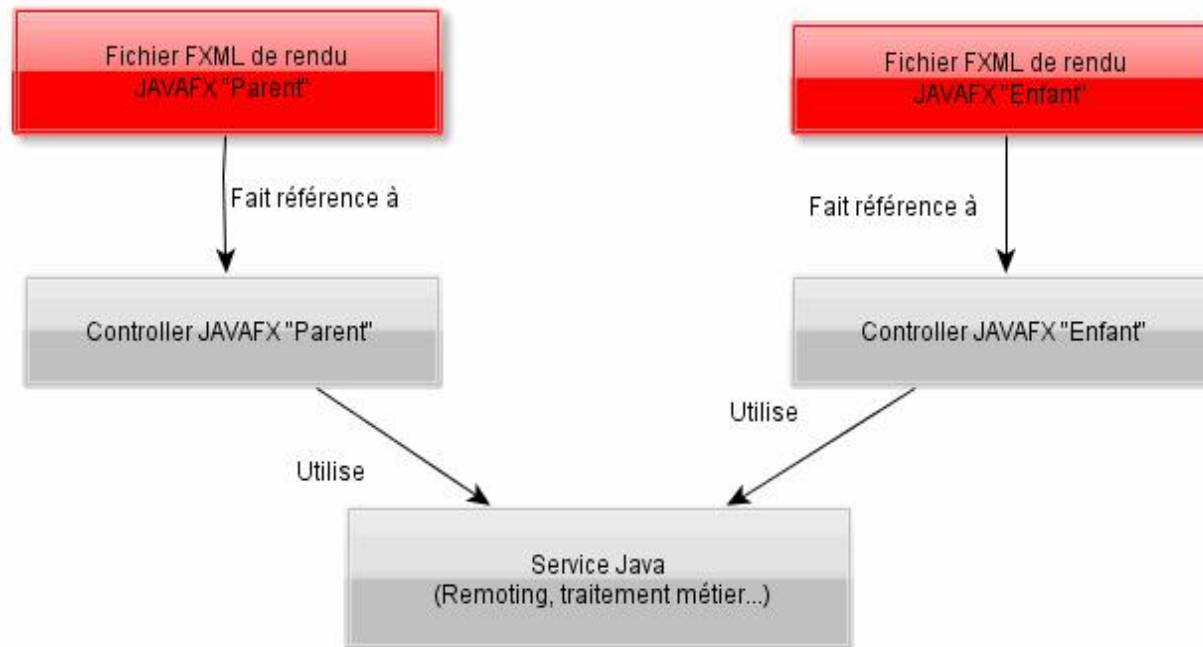 Fichier FXML de rendu
JAVAFX "Parent"
Fichier FXML de rendu
JAVAFX "Enfant"
Fait référence à
Fait référence à
Controller JAVAFX "Parent"
Controller JAVAFX "Enfant"
Utilise
Utilise
Service Java
(Remoting, traitement métier...)